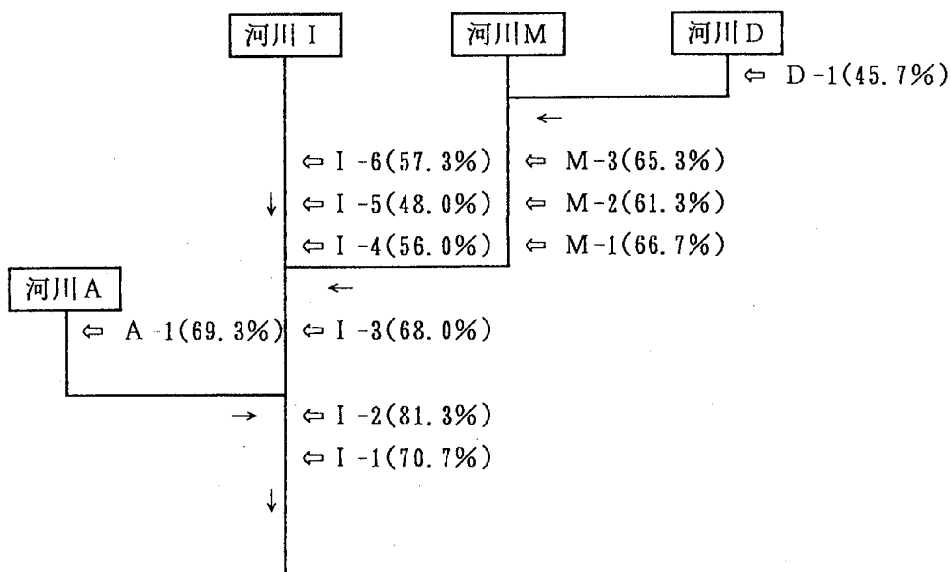 河川I 河川M 河川D
⇦ D-1(45.7%)
←
⇦ I-6(57.3%) ⇦ M-3(65.3%)
↓ ⇦ I-5(48.0%) ⇦ M-2(61.3%)
⇦ I-4(56.0%) ⇦ M-1(66.7%)
河川A ←
⇦ A-1(69.3%) ⇦ I-3(68.0%)
→ ⇦ I-2(81.3%)
⇦ I-1(70.7%)
↓